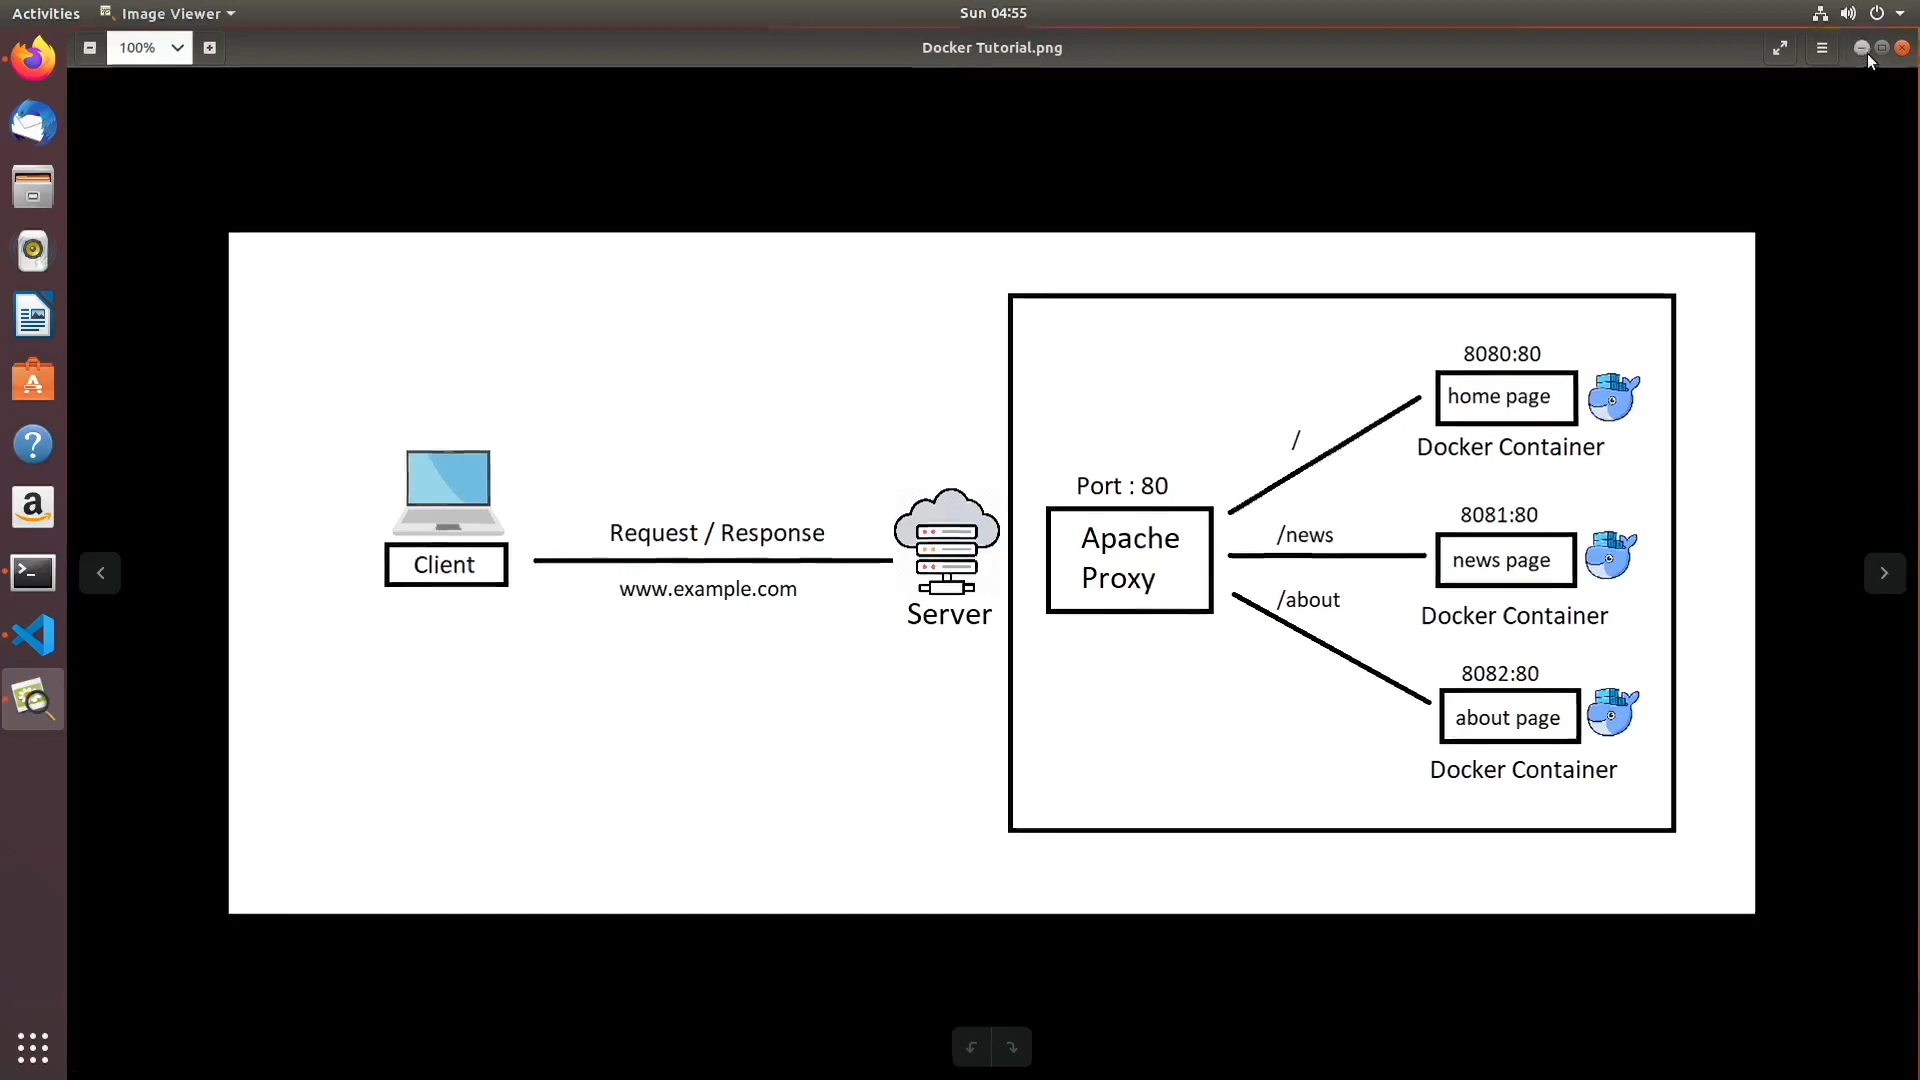 Activities
Image Viewer
Sun 04:55
100%
Docker Tutorial.png
8080:80
home page
Docker Container
/
Port : 80
Apache
Proxy
8081:80
/news
news page
Docker Container
/about
8082:80
about page
Docker Container
Request / Response
Client
www.example.com
Server